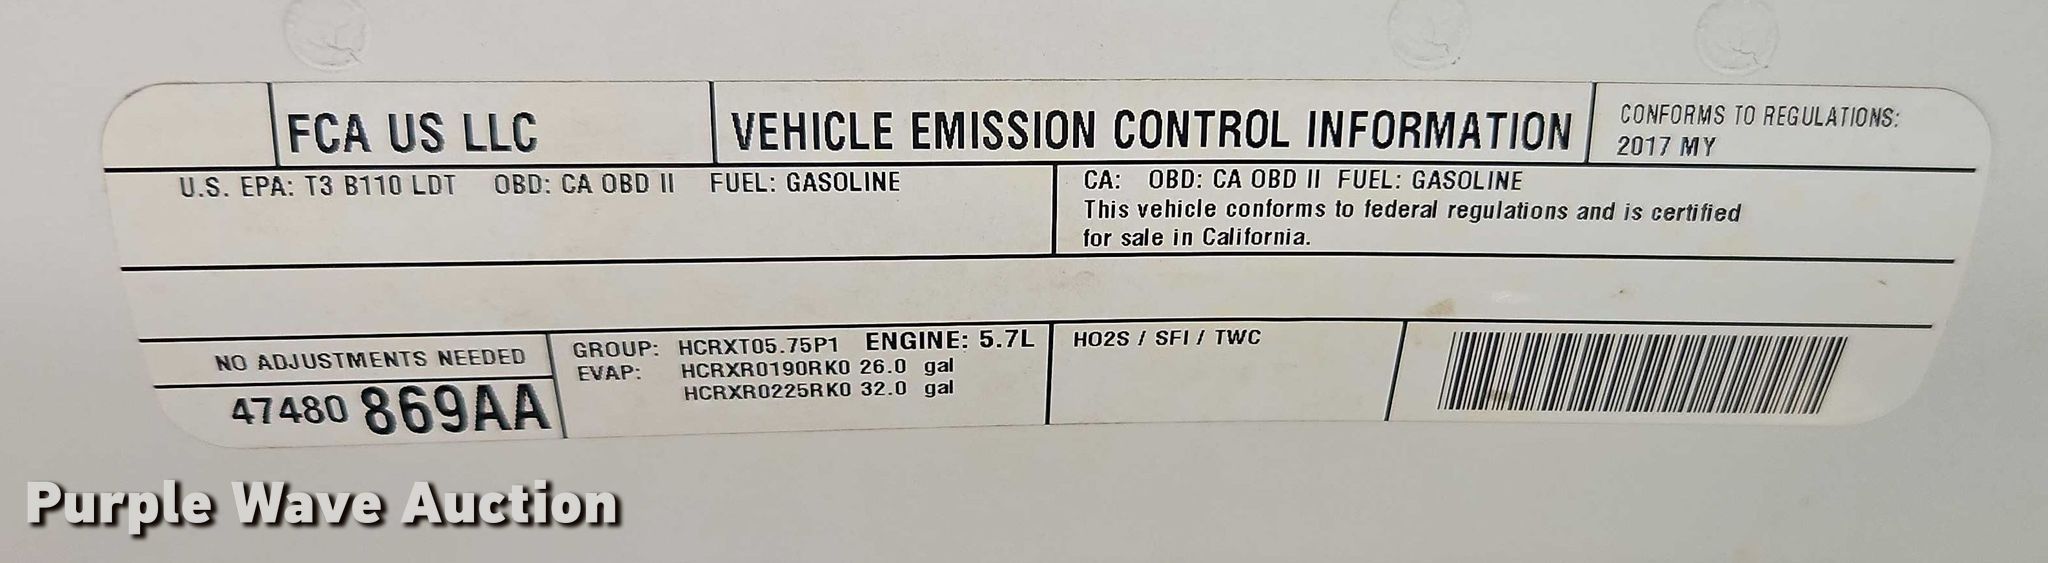 FCA US LLC
VEHICLE EMISSION CONTROL INFORMATION
CONFORMS TO REGULATIONS:
2017 MY
U.S. EPA: T3 B110 LDT OBD: CA OBD II FUEL: GASOLINE
CA: OBD: CA OBD II FUEL: GASOLINE
This vehicle conforms to federal regulations and is certified
for sale in California.
NO ADJUSTMENTS NEEDED
47480 869AA
GROUP: HCRXT05.75P1 ENGINE: 5.7L
EVAP: HCRXR0190RK0 26.0 gal
HCRXR0225RK0 32.0 gal
HO2S / SFI / TWC
Purple Wave Auction